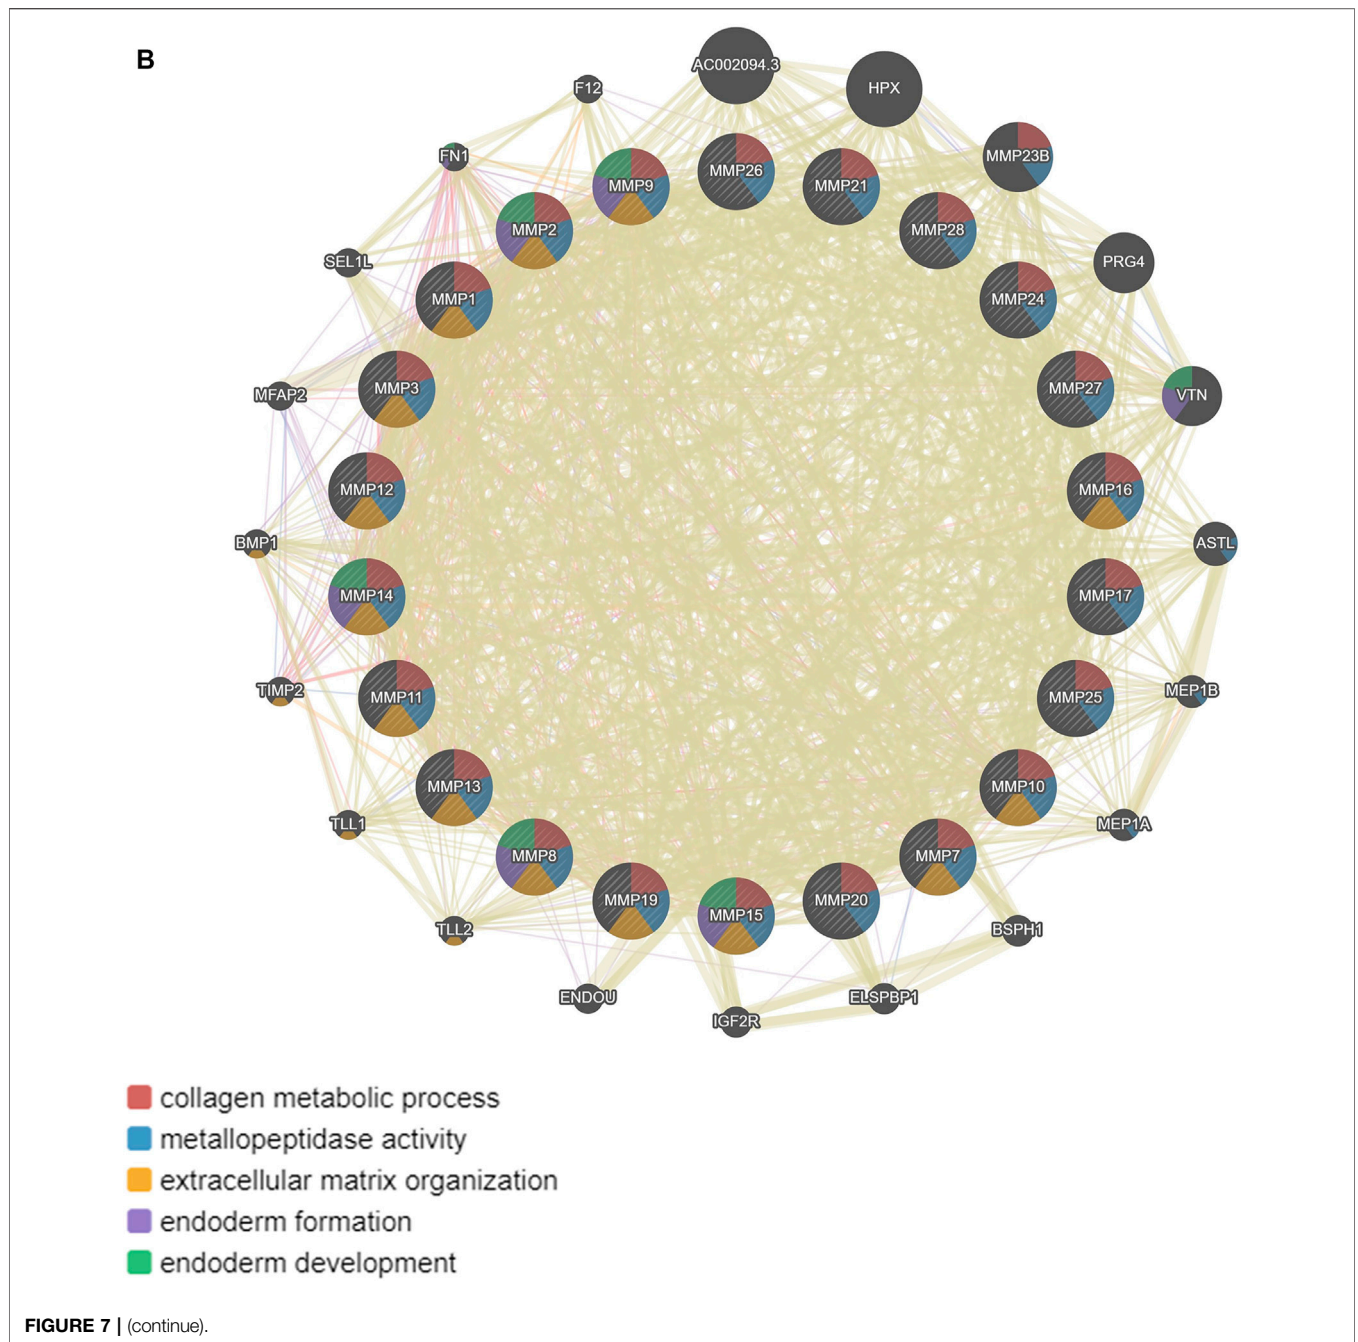 B
AC002094.3
HPX
F12
FN1
MMP23B
MMP26
MMP9
MMP21
MMP2
MMP28
SEL1L
PRG4
MMP1
MMP24
MMP3
MMP27
MFAP2
VTN
MMP12
MMP16
BMP1
ASTL
MMP14
MMP17
TIMP2
MEP1B
MMP11
MMP25
MMP13
MMP10
TLL1
MEP1A
MMP8
MMP7
MMP19
MMP20
MMP15
TLL2
BSPH1
ENDOU
ELSPBP1
IGF2R
collagen metabolic process
metallopeptidase activity
extracellular matrix organization
endoderm formation
endoderm development
FIGURE 7 | (continue).